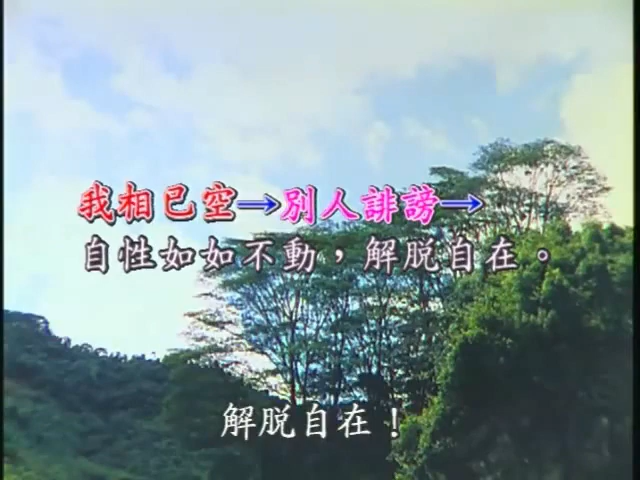 我相已空→別人誹謗→
自性如如不動，解脫自在。
解脫自在！